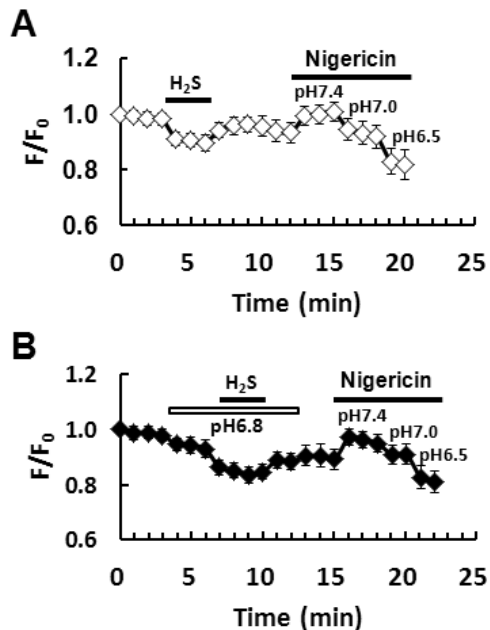 A
1.2
Nigericin
H₂S
pH7.4
1.0
pH7.0
F/F₀
0.8
pH6.5
0.6
0 5 10 15 20 25
Time (min)
B
1.2
H₂S
Nigericin
pH7.4
1.0
pH6.8
pH7.0
F/F₀
pH6.5
0.8
0.6
0 5 10 15 20 25
Time (min)